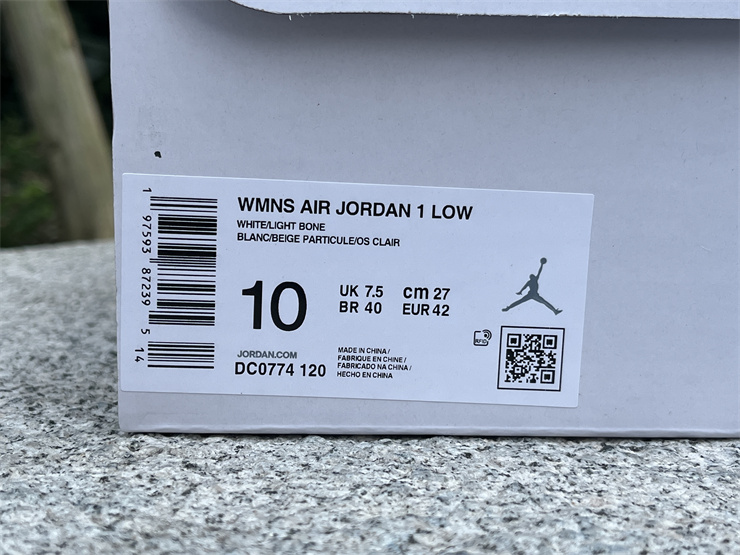 WMNS AIR JORDAN 1 LOW
WHITE/LIGHT BONE
BLANC/BEIGE PARTICULE/OS CLAIR
10
UK 7.5 cm 27
BR 40 EUR 42
JORDAN.COM
DC0774 120
MADE IN CHINA /
FABRIQUE EN CHINE /
FABRICADO NA CHINA /
HECHO EN CHINA
RFID
1 97593 87239 5 14